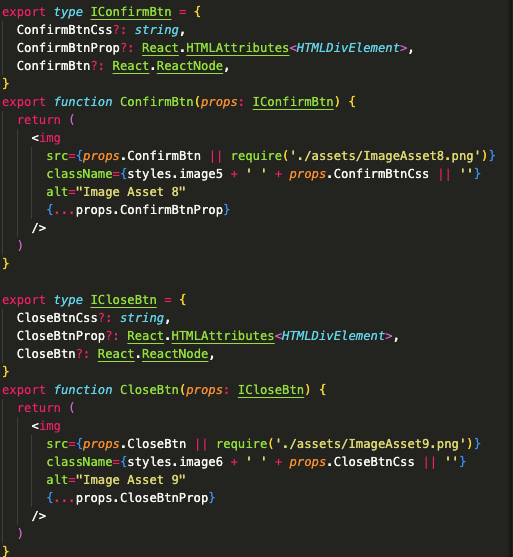 export type IConfirmBtn = {
  ConfirmBtnCss?: string,
  ConfirmBtnProp?: React.HTMLAttributes<HTMLDivElement>,
  ConfirmBtn?: React.ReactNode,
}
export function ConfirmBtn(props: IConfirmBtn) {
  return (
    <img
      src={props.ConfirmBtn || require('./assets/ImageAsset8.png')}
      className={styles.image5 + ' ' + props.ConfirmBtnCss || ''}
      alt="Image Asset 8"
      {...props.ConfirmBtnProp}
    />
  )
}

export type ICloseBtn = {
  CloseBtnCss?: string,
  CloseBtnProp?: React.HTMLAttributes<HTMLDivElement>,
  CloseBtn?: React.ReactNode,
}
export function CloseBtn(props: ICloseBtn) {
  return (
    <img
      src={props.CloseBtn || require('./assets/ImageAsset9.png')}
      className={styles.image6 + ' ' + props.CloseBtnCss || ''}
      alt="Image Asset 9"
      {...props.CloseBtnProp}
    />
  )
}